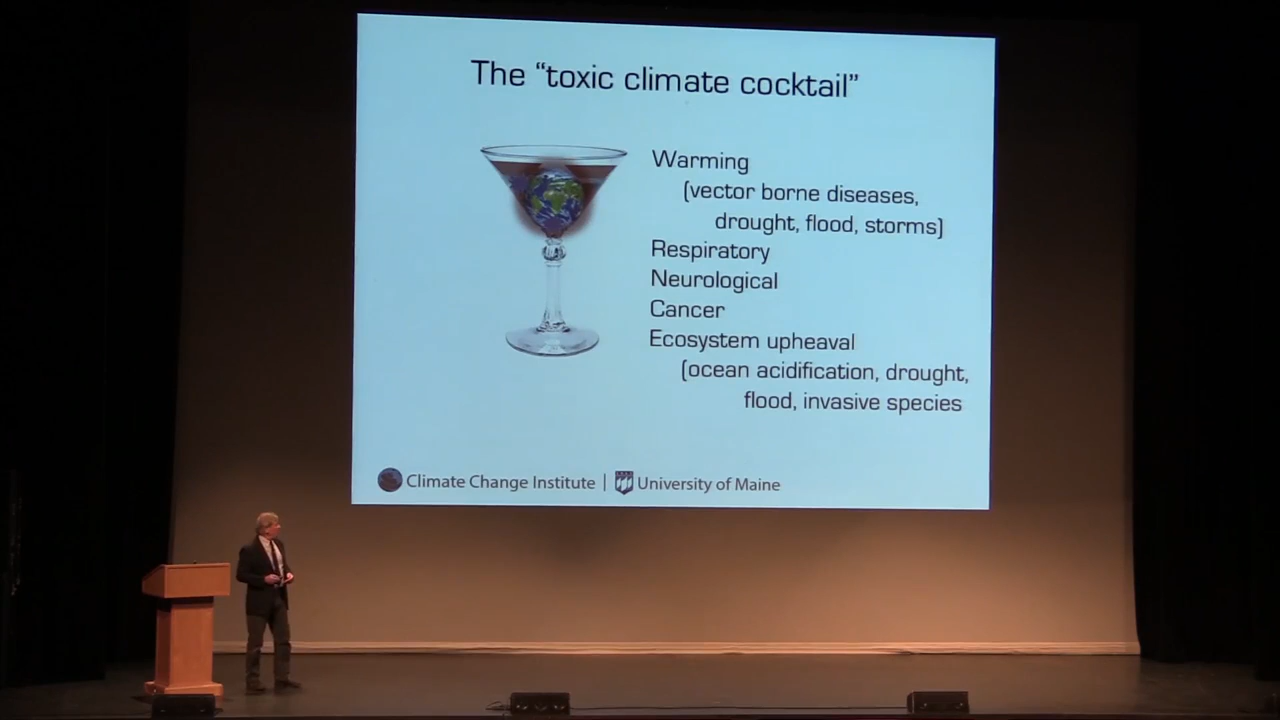 The “toxic climate cocktail”
Warming
(vector borne diseases,
drought, flood, storms)
Respiratory
Neurological
Cancer
Ecosystem upheaval
(ocean acidification, drought,
flood, invasive species
Climate Change Institute | University of Maine